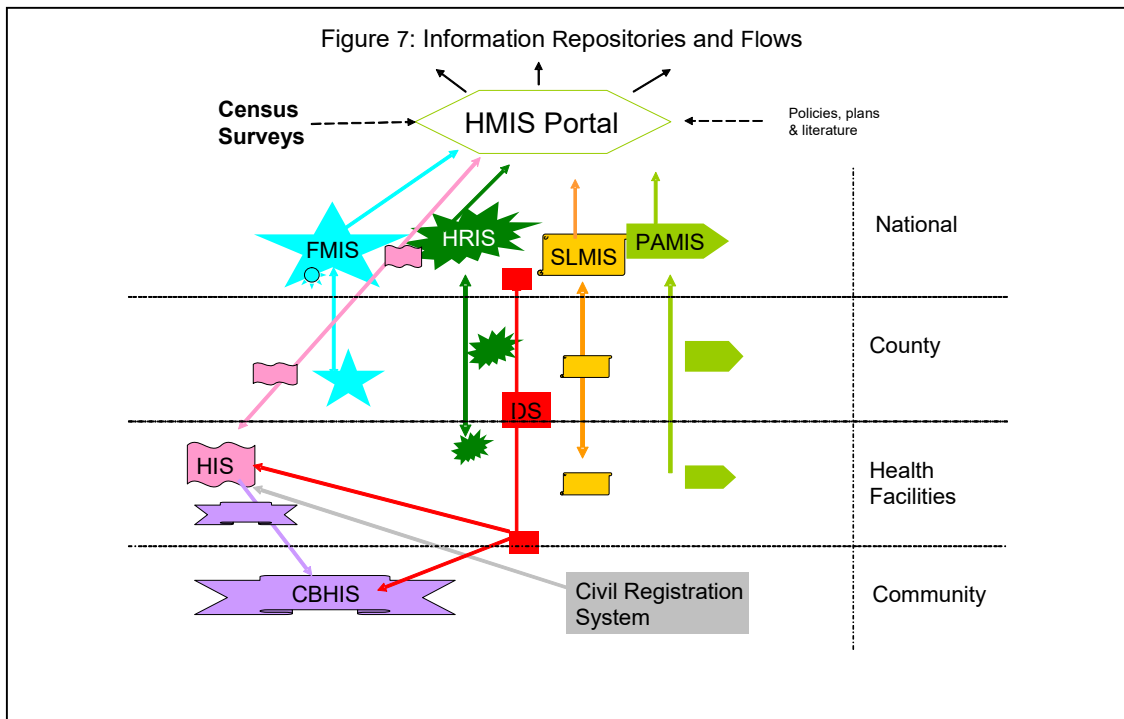 Figure 7: Information Repositories and Flows
Census
Surveys
HMIS Portal
Policies, plans
& literature
FMIS
HRIS
SLMIS
PAMIS
National
County
DS
HIS
Health
Facilities
CBHIS
Civil Registration
System
Community